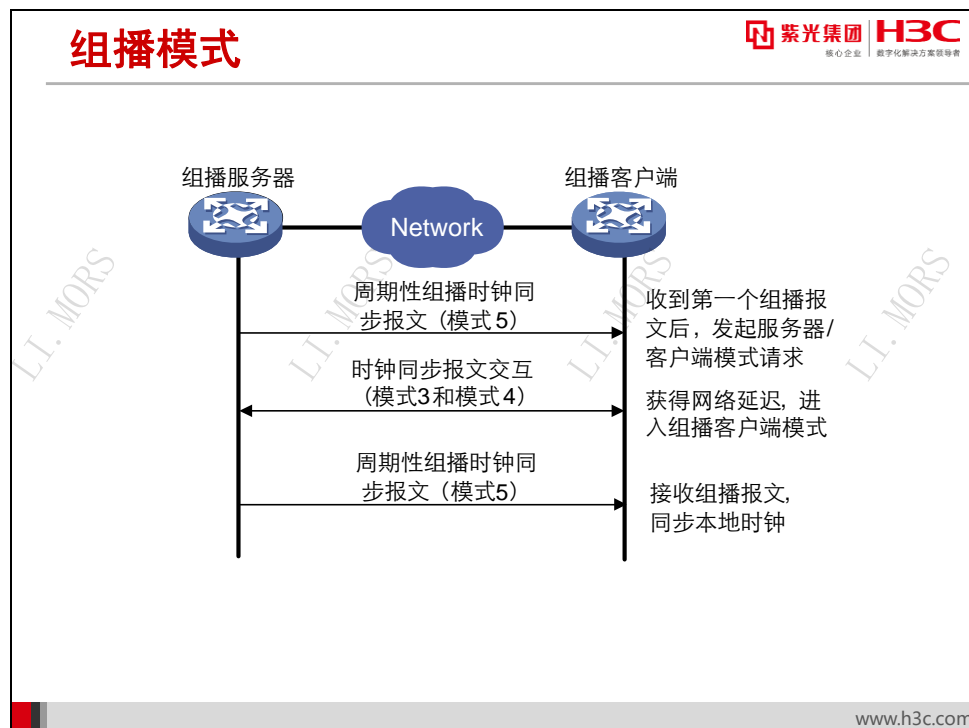 组播模式
紫光集团
核心企业
H3C
数字化解决方案领导者
组播服务器
组播客户端
Network
周期性组播时钟同
步报文（模式5）
收到第一个组播报
文后，发起服务器/
客户端模式请求
时钟同步报文交互
（模式3和模式4）
获得网络延迟，进
入组播客户端模式
周期性组播时钟同
步报文（模式5）
接收组播报文，
同步本地时钟
LI. MORS
LI. MORS
LI. MORS
www.h3c.com